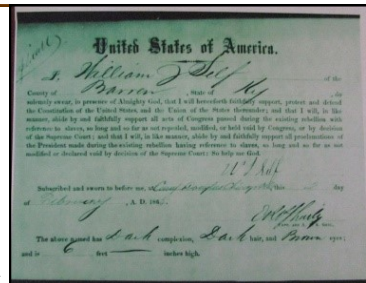 United States of America.
I, William Self of the
County of Barren, State of Ky, do
solemnly swear, in presence of Almighty God, that I will henceforth faithfully support, protect and defend
the Constitution of the United States, and the Union of the States thereunder; and that I will, in like
manner, abide by and faithfully support all acts of Congress passed during the existing rebellion with
reference to slaves, so long and so far as not repealed, modified, or held void by Congress, or by decision
of the Supreme Court; and that I will, in like manner, abide by and faithfully support all proclamations of
the President made during the existing rebellion having reference to slaves, so long and so far as not
modified or declared void by decision of the Supreme Court: So help me God.
Self
Subscribed and sworn to before me, day
of February, A. D. 186
The above named has Dark complexion, Dark hair, and Brown eyes;
and is 6 feet inches high.